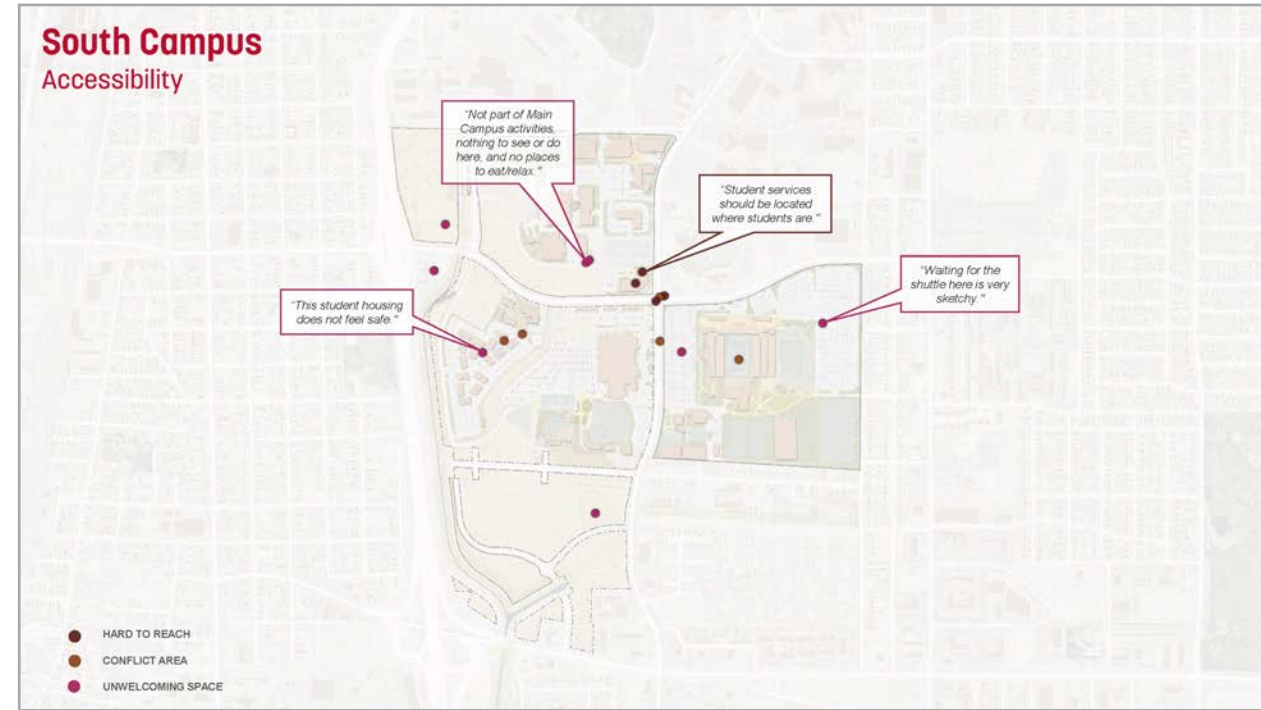 South Campus
Accessibility
"Not part of Main
Campus activities,
nothing to see or do
here, and no places
to eat/relax."
"Student services
should be located
where students are."
"Waiting for the
shuttle here is very
sketchy."
"This student housing
does not feel safe."
HARD TO REACH
CONFLICT AREA
UNWELCOMING SPACE